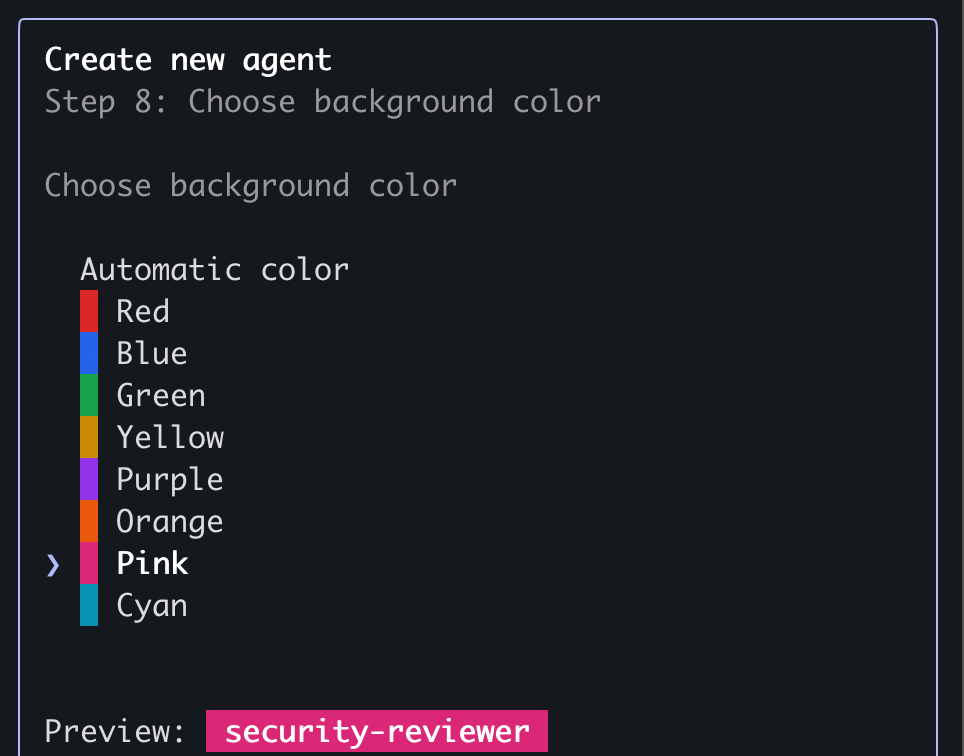 Create new agent
Step 8: Choose background color
Choose background color
Automatic color
Red
Blue
Green
Yellow
Purple
Orange
❯ Pink
Cyan
Preview: security-reviewer